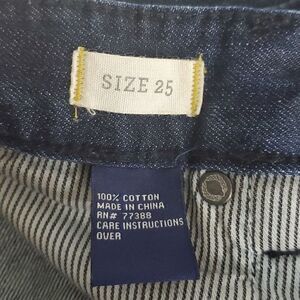 SIZE 25
100% COTTON
MADE IN CHINA
RN# 77388
CARE INSTRUCTIONS
OVER